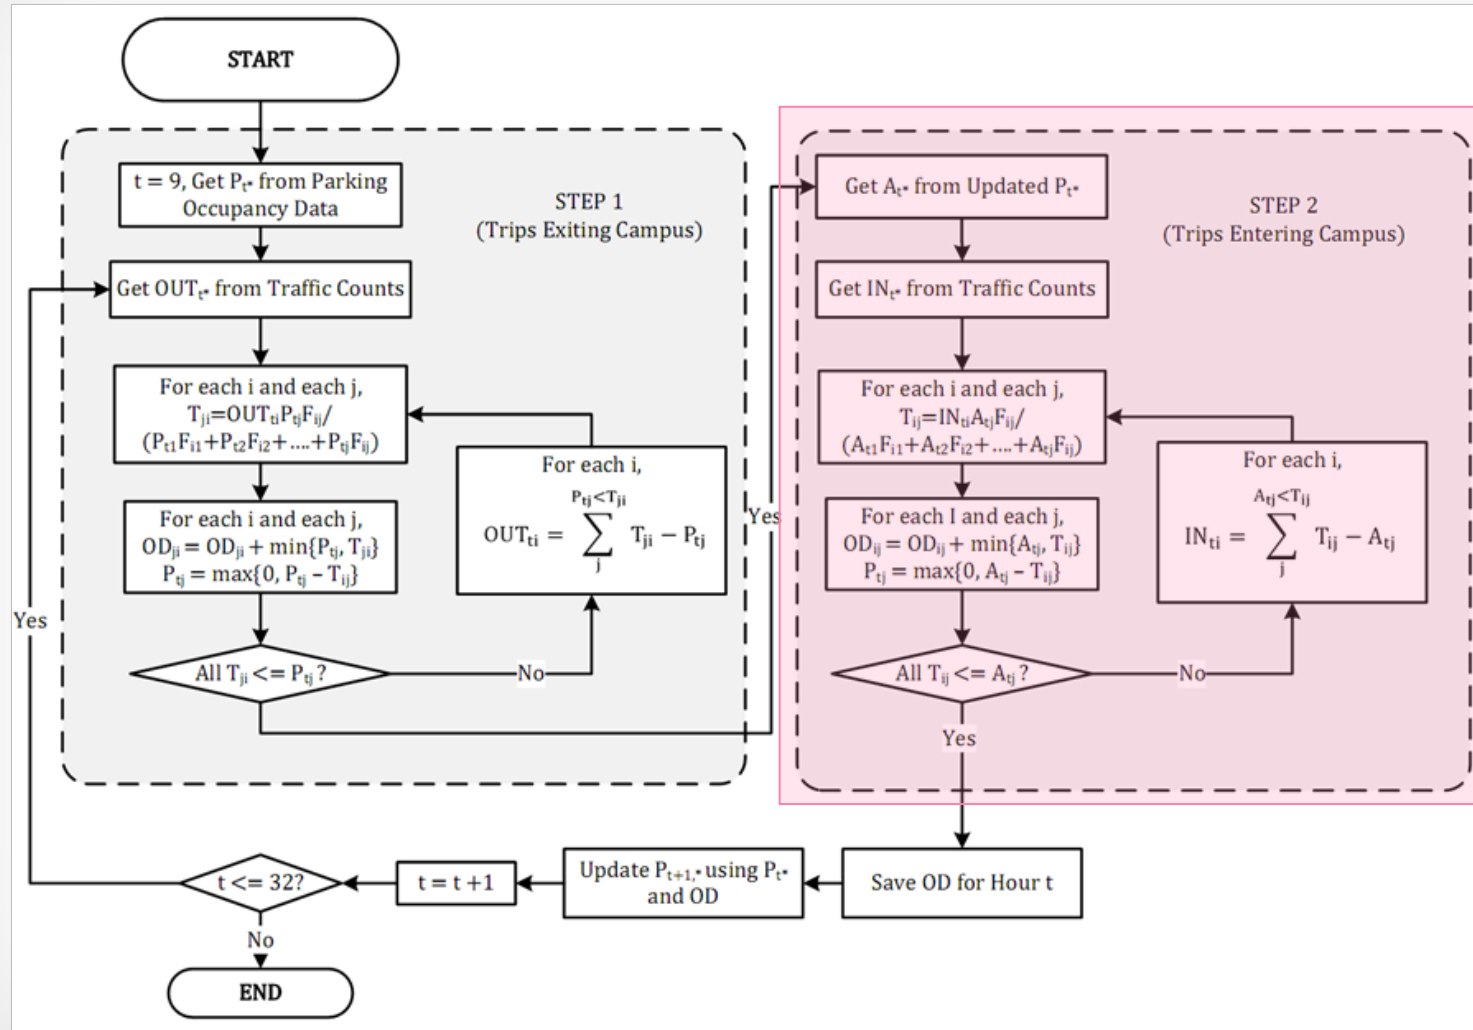 START
t = 9, Get Pₜ* from Parking
Occupancy Data
STEP 1
(Trips Exiting Campus)
Get OUTₜ* from Traffic Counts
For each i and each j,
Tji=OUTtiPtjFij/
(Pt1Fi1+Pt2Fi2+....+PtjFij)
For each i and each j,
ODji = ODji + min{Ptj, Tji}
Ptj = max{0, Ptj – Tij}
All Tji <= Ptj ?
No
For each i,
Ptj<Tji
OUTti = ∑ Tji − Ptj
j
Yes
Get At* from Updated Pt*
STEP 2
(Trips Entering Campus)
Get INt* from Traffic Counts
For each i and each j,
Tij=INtiAtjFij/
(At1Fi1+At2Fi2+....+AtjFij)
For each I and each j,
ODij = ODij + min{Atj, Tij}
Ptj = max{0, Atj – Tij}
All Tij <= Atj ?
No
For each i,
Atj<Tij
INti = ∑ Tij − Atj
j
Yes
Save OD for Hour t
Update Pt+1,* using Pt*
and OD
t = t +1
t <= 32?
Yes
No
END